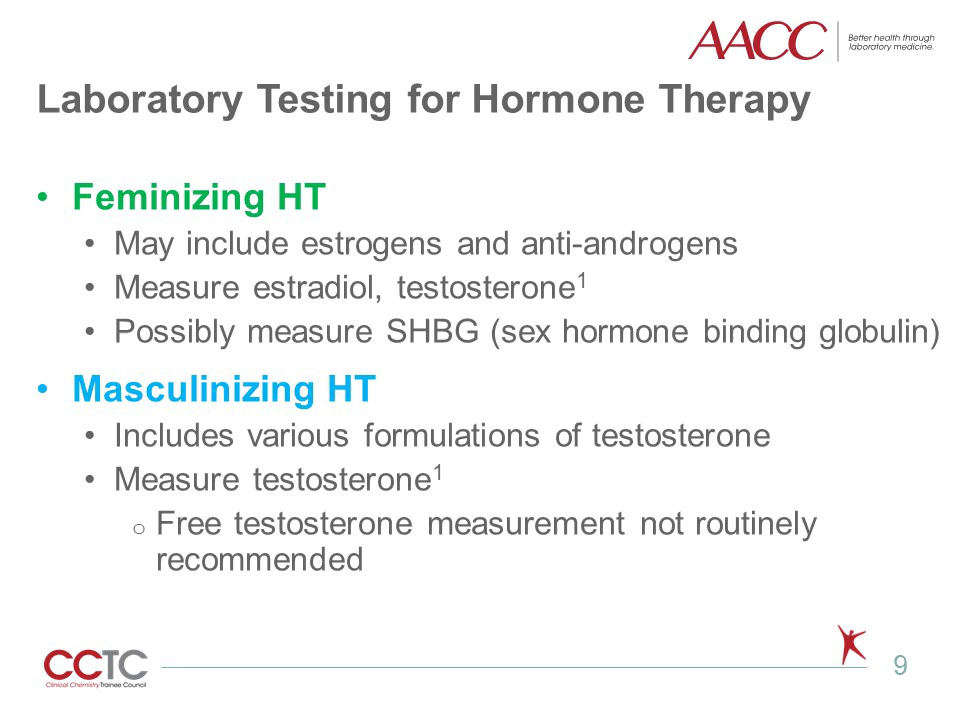 AACC
Better health through
laboratory medicine.
Laboratory Testing for Hormone Therapy
• Feminizing HT
• May include estrogens and anti-androgens
• Measure estradiol, testosterone¹
• Possibly measure SHBG (sex hormone binding globulin)
• Masculinizing HT
• Includes various formulations of testosterone
• Measure testosterone¹
o Free testosterone measurement not routinely
recommended
CCTC
Clinical Chemistry Trainee Council
9